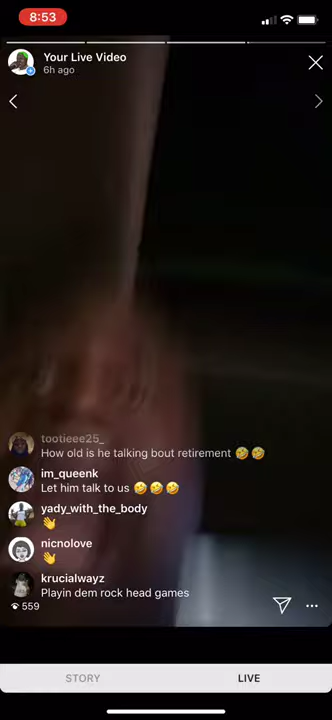 8:53
Your Live Video
6h ago
tootieee25_
How old is he talking bout retirement 🤣🤣
im_queenk
Let him talk to us 🤣🤣🤣
yady_with_the_body
👋
nicnolove
👋
krucialwayz
Playin dem rock head games
559
STORY
LIVE